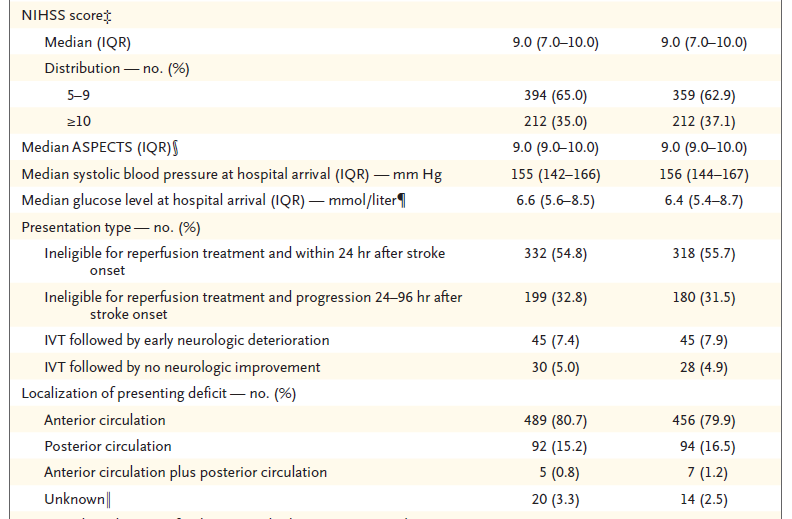 NIHSS score‡
Median (IQR) 9.0 (7.0–10.0) 9.0 (7.0–10.0)
Distribution — no. (%)
5–9 394 (65.0) 359 (62.9)
≥10 212 (35.0) 212 (37.1)
Median ASPECTS (IQR)§ 9.0 (9.0–10.0) 9.0 (9.0–10.0)
Median systolic blood pressure at hospital arrival (IQR) — mm Hg 155 (142–166) 156 (144–167)
Median glucose level at hospital arrival (IQR) — mmol/liter¶ 6.6 (5.6–8.5) 6.4 (5.4–8.7)
Presentation type — no. (%)
Ineligible for reperfusion treatment and within 24 hr after stroke 332 (54.8) 318 (55.7)
onset
Ineligible for reperfusion treatment and progression 24–96 hr after 199 (32.8) 180 (31.5)
stroke onset
IVT followed by early neurologic deterioration 45 (7.4) 45 (7.9)
IVT followed by no neurologic improvement 30 (5.0) 28 (4.9)
Localization of presenting deficit — no. (%)
Anterior circulation 489 (80.7) 456 (79.9)
Posterior circulation 92 (15.2) 94 (16.5)
Anterior circulation plus posterior circulation 5 (0.8) 7 (1.2)
Unknown‖ 20 (3.3) 14 (2.5)